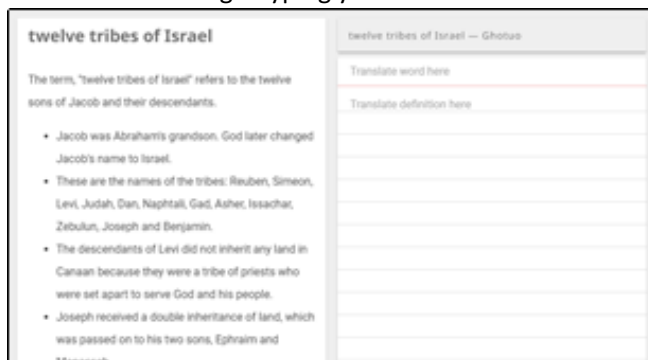 twelve tribes of Israel
The term, "twelve tribes of Israel" refers to the twelve
sons of Jacob and their descendants.
• Jacob was Abraham's grandson. God later changed
Jacob's name to Israel.
• These are the names of the tribes: Reuben, Simeon,
Levi, Judah, Dan, Naphtali, Gad, Asher, Issachar,
Zebulun, Joseph and Benjamin.
• The descendants of Levi did not inherit any land in
Canaan because they were a tribe of priests who
were set apart to serve God and his people.
• Joseph received a double inheritance of land, which
was passed on to his two sons, Ephraim and
twelve tribes of Israel — Ghotuo
Translate word here
Translate definition here